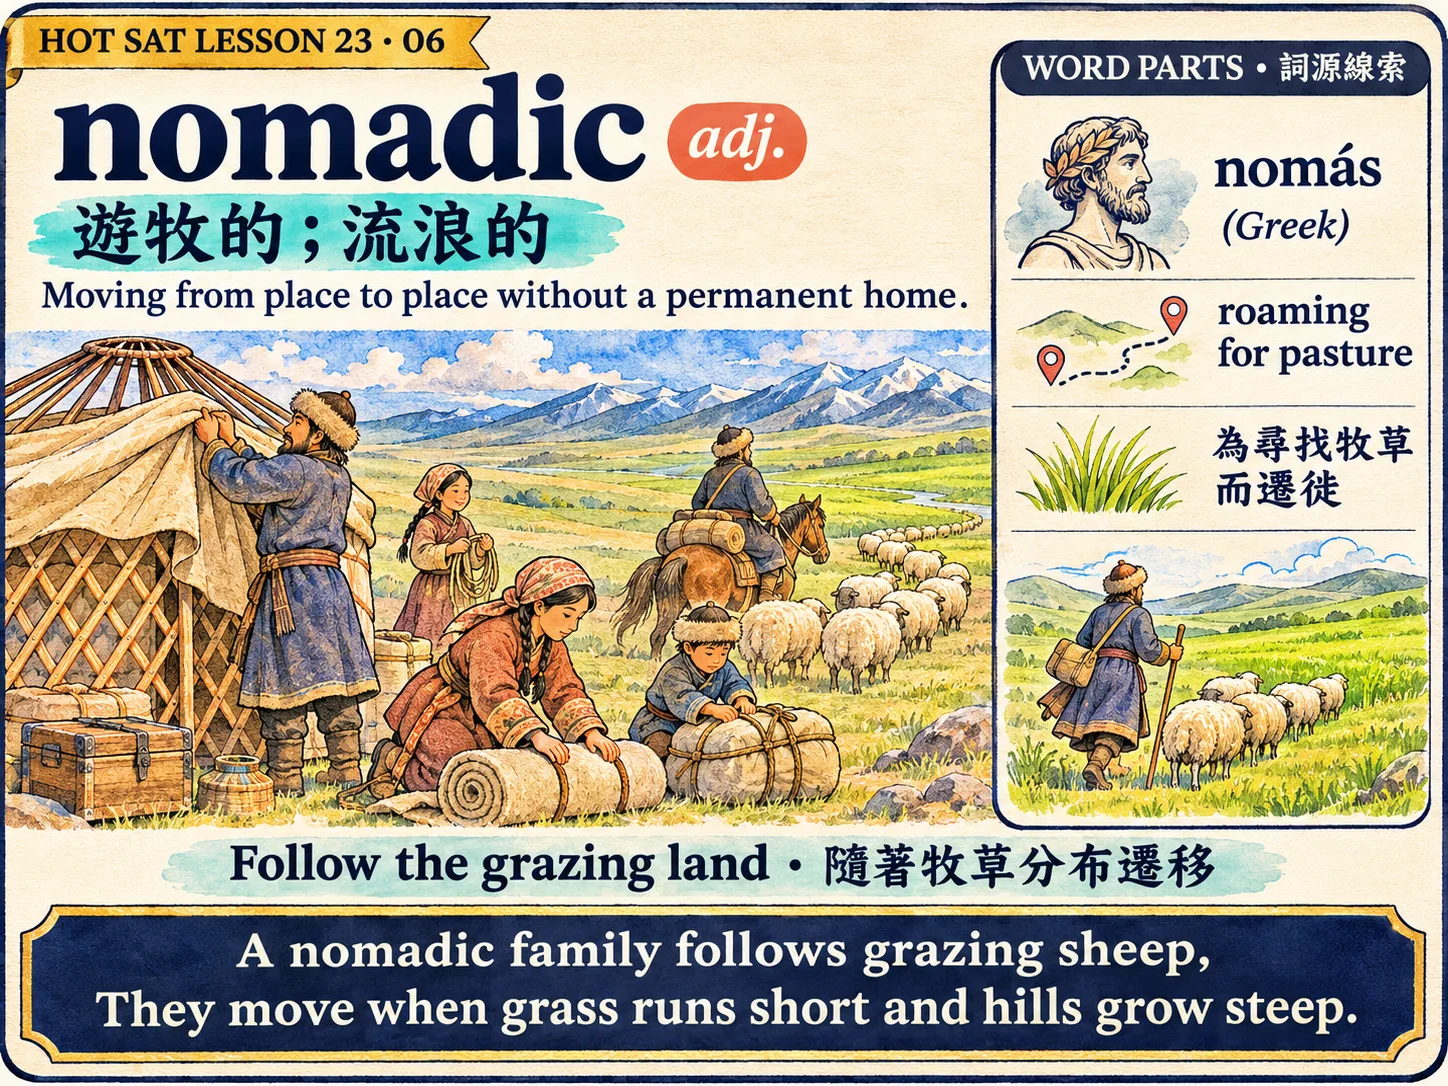 HOT SAT LESSON 23 • 06
nomadic adj.
遊牧的；流浪的
Moving from place to place without a permanent home.
WORD PARTS • 詞源線索
nomás
(Greek)
roaming
for pasture
為尋找牧草
而遷徙
Follow the grazing land • 隨著牧草分布遷移
A nomadic family follows grazing sheep,
They move when grass runs short and hills grow steep.